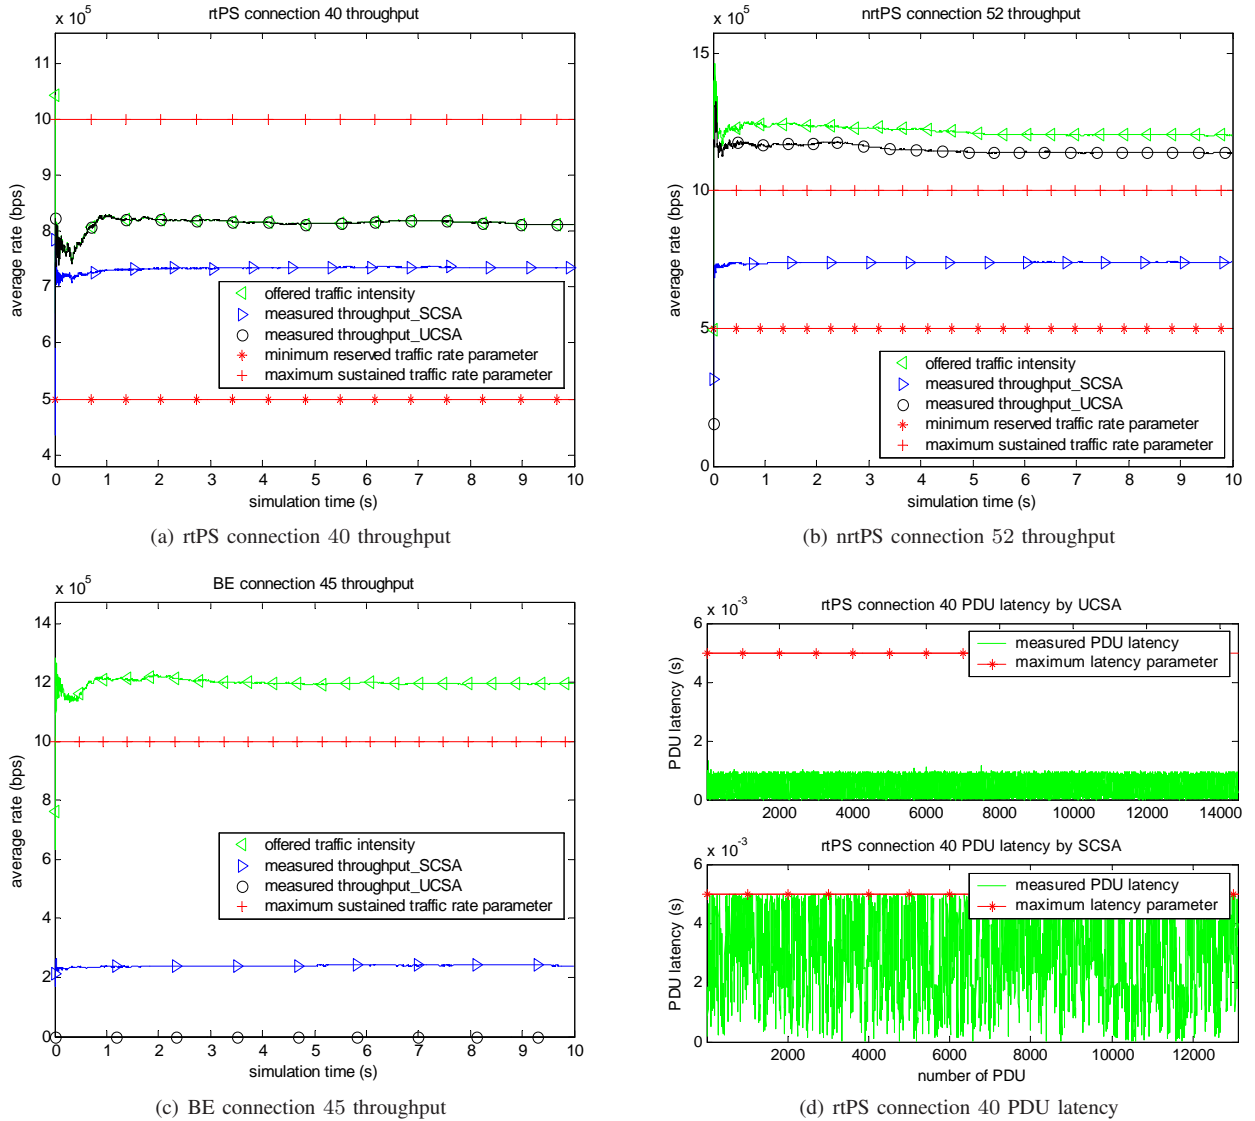 rtPS connection 40 throughput
x 10^5
11
10
9
8
7
8
6
5
4
average rate (bps)
offered traffic intensity
measured throughput_SCSA
measured throughput_UCSA
minimum reserved traffic rate parameter
maximum sustained traffic rate parameter
0 1 2 3 4 5 6 7 8 9 10
simulation time (s)
(a) rtPS connection 40 throughput
nrtPS connection 52 throughput
x 10^5
15
10
5
0
average rate (bps)
offered traffic intensity
measured throughput_SCSA
measured throughput_UCSA
minimum reserved traffic rate parameter
maximum sustained traffic rate parameter
0 1 2 3 4 5 6 7 8 9 10
simulation time (s)
(b) nrtPS connection 52 throughput
BE connection 45 throughput
x 10^5
14
12
10
8
6
4
2
0
average rate (bps)
offered traffic intensity
measured throughput_SCSA
measured throughput_UCSA
maximum sustained traffic rate parameter
0 1 2 3 4 5 6 7 8 9 10
simulation time (s)
(c) BE connection 45 throughput
rtPS connection 40 PDU latency by UCSA
x 10^-3
6
4
2
0
PDU latency (s)
measured PDU latency
maximum latency parameter
2000 4000 6000 8000 10000 12000 14000
rtPS connection 40 PDU latency by SCSA
x 10^-3
6
4
2
0
PDU latency (s)
measured PDU latency
maximum latency parameter
2000 4000 6000 8000 10000 12000
number of PDU
(d) rtPS connection 40 PDU latency